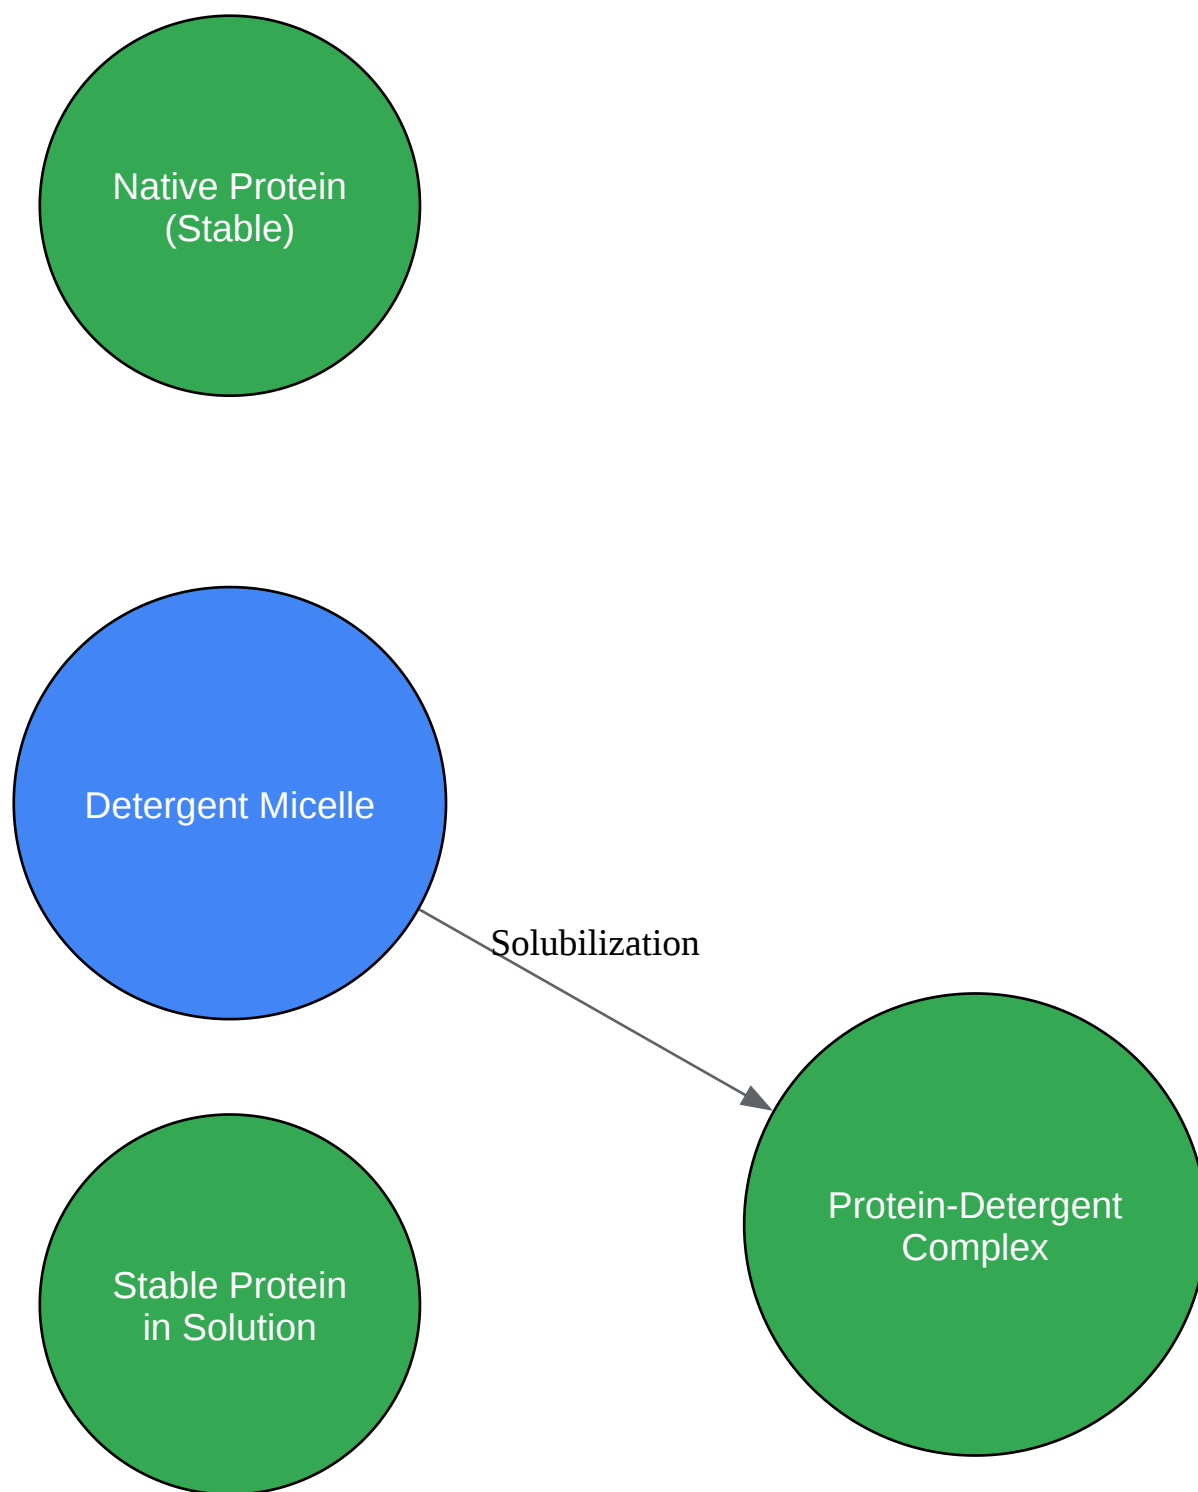 Native Protein
(Stable)
Detergent Micelle
Solubilization
Protein-Detergent
Complex
Stable Protein
in Solution